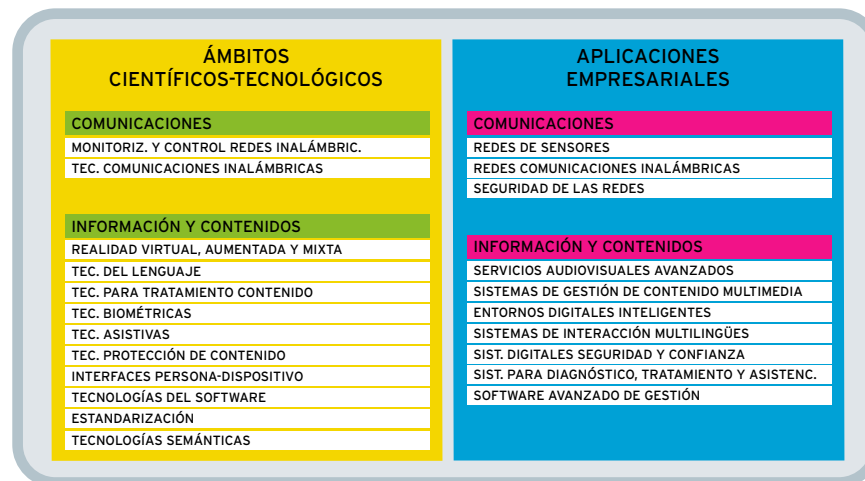 ÁMBITOS
CIENTÍFICOS-TECNOLÓGICOS
COMUNICACIONES
MONITORIZ. Y CONTROL REDES INALÁMBRIC.
TEC. COMUNICACIONES INALÁMBRICAS
INFORMACIÓN Y CONTENIDOS
REALIDAD VIRTUAL, AUMENTADA Y MIXTA
TEC. DEL LENGUAJE
TEC. PARA TRATAMIENTO CONTENIDO
TEC. BIOMÉTRICAS
TEC. ASISTIVAS
TEC. PROTECCIÓN DE CONTENIDO
INTERFACES PERSONA-DISPOSITIVO
TECNOLOGÍAS DEL SOFTWARE
ESTANDARIZACIÓN
TECNOLOGÍAS SEMÁNTICAS
APLICACIONES
EMPRESARIALES
COMUNICACIONES
REDES DE SENSORES
REDES COMUNICACIONES INALÁMBRICAS
SEGURIDAD DE LAS REDES
INFORMACIÓN Y CONTENIDOS
SERVICIOS AUDIOVISUALES AVANZADOS
SISTEMAS DE GESTIÓN DE CONTENIDO MULTIMEDIA
ENTORNOS DIGITALES INTELIGENTES
SISTEMAS DE INTERACCIÓN MULTILINGÜES
SIST. DIGITALES SEGURIDAD Y CONFIANZA
SIST. PARA DIAGNÓSTICO, TRATAMIENTO Y ASISTENC.
SOFTWARE AVANZADO DE GESTIÓN